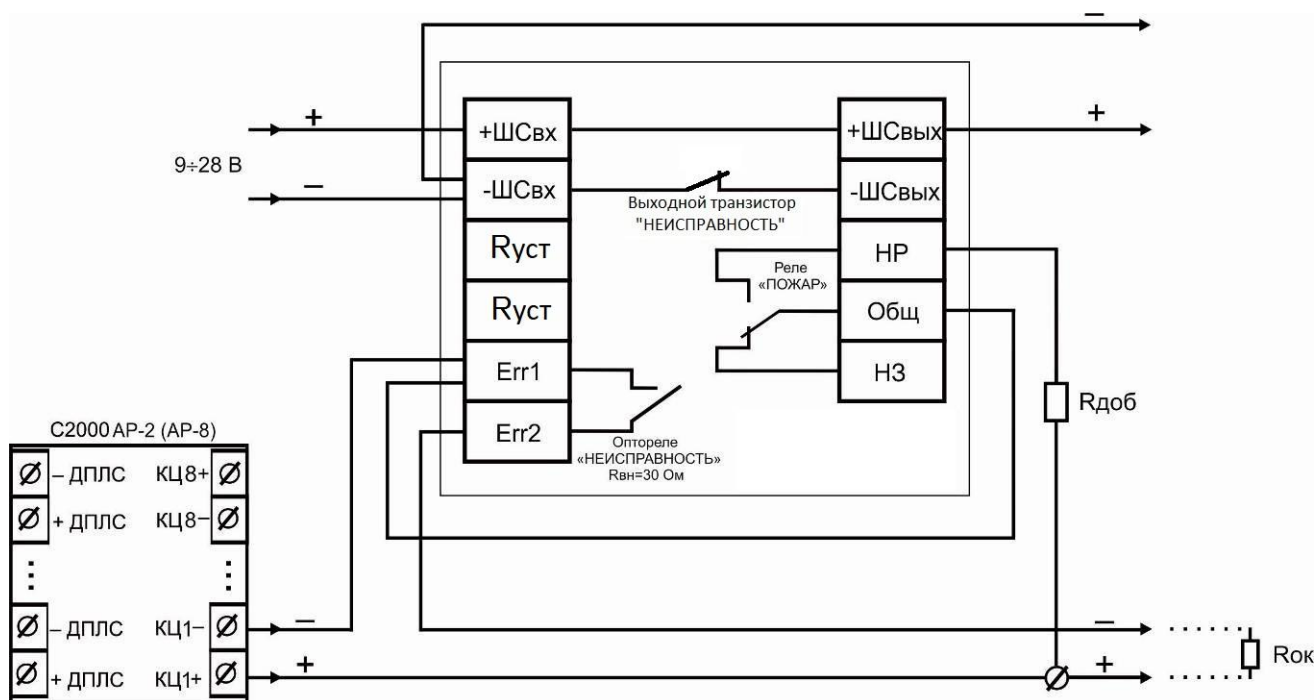 –
+
+
9÷28 В
–
+ШСвх
+ШСвых
-ШСвх
-ШСвых
Выходной транзистор
"НЕИСПРАВНОСТЬ"
Rуст
НР
Реле
«ПОЖАР»
Rуст
Общ
Err1
НЗ
Rдоб
С2000 АР-2 (АР-8)
Err2
Оптореле
«НЕИСПРАВНОСТЬ»
Rвн=30 Ом
– ДПЛС КЦ8+
+ ДПЛС КЦ8–
– ДПЛС КЦ1–
–
–
Rок
+ ДПЛС КЦ1+
+
+